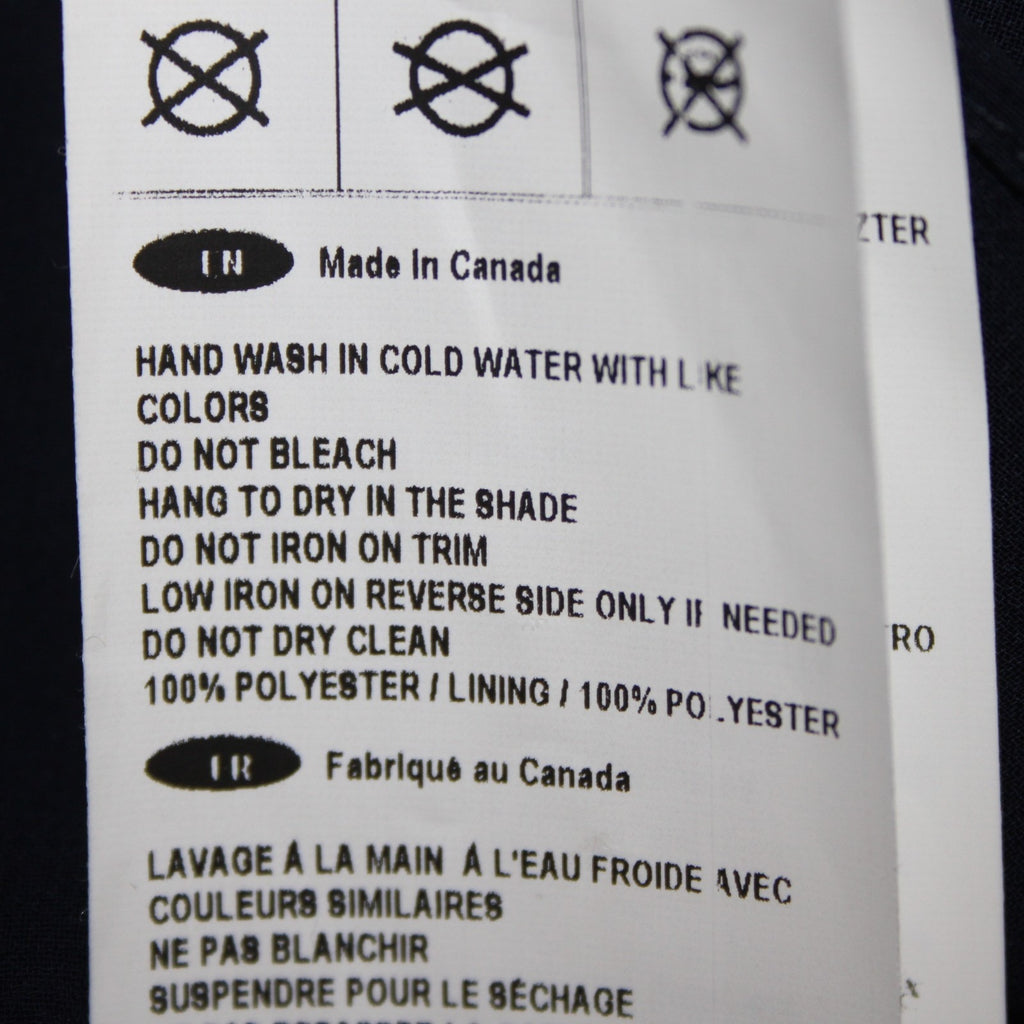 EN Made in Canada
HAND WASH IN COLD WATER WITH LIKE
COLORS
DO NOT BLEACH
HANG TO DRY IN THE SHADE
DO NOT IRON ON TRIM
LOW IRON ON REVERSE SIDE ONLY IF NEEDED
DO NOT DRY CLEAN
100% POLYESTER / LINING / 100% POLYESTER
FR Fabriqué au Canada
LAVAGE À LA MAIN À L'EAU FROIDE AVEC
COULEURS SIMILAIRES
NE PAS BLANCHIR
SUSPENDRE POUR LE SÉCHAGE
ZTER
RO